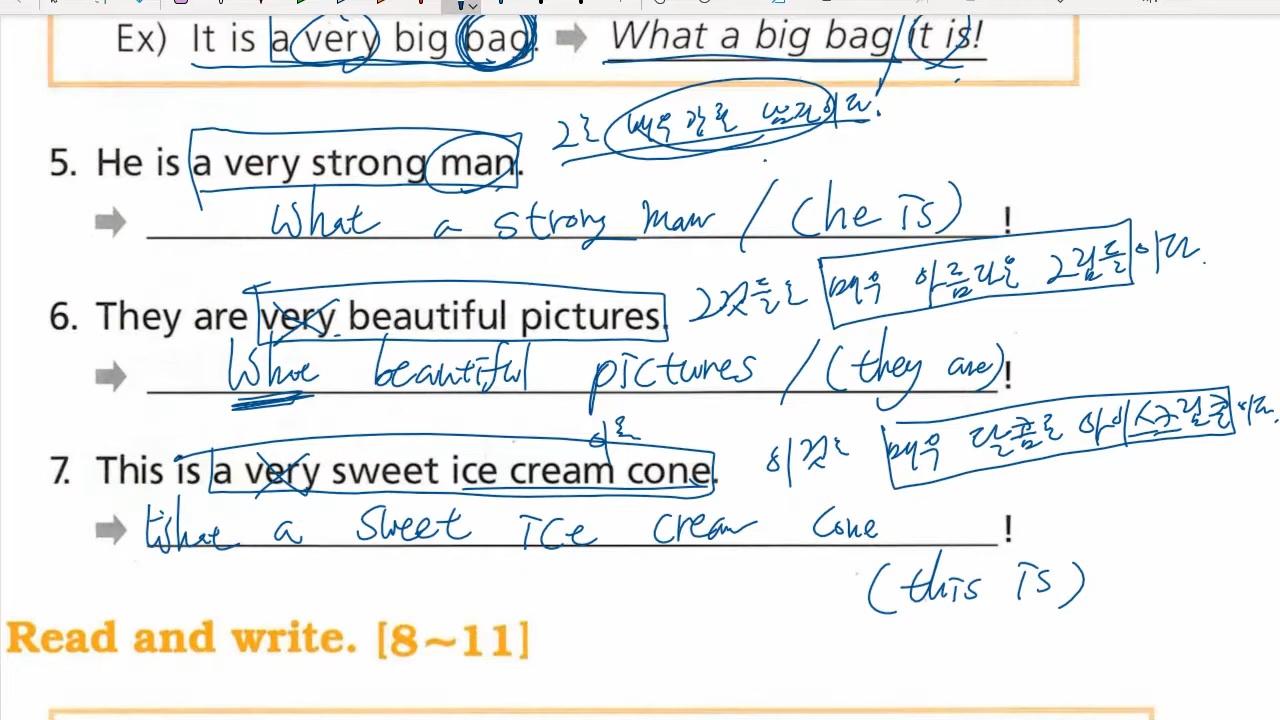 Ex) It is a very big bag. ➡ What a big bag it is!
그는 매우 강한 남자이다!
5. He is a very strong man.
➡ What a strong man / (he is) !
그것들은 매우 아름다운 그림들이다.
6. They are very beautiful pictures.
➡ What beautiful pictures / (they are)!
이것은 매우 달콤한 아이스크림콘이다.
7. This is a very sweet ice cream cone.
➡ What a sweet ice cream cone !
(this is)
Read and write. [8~11]